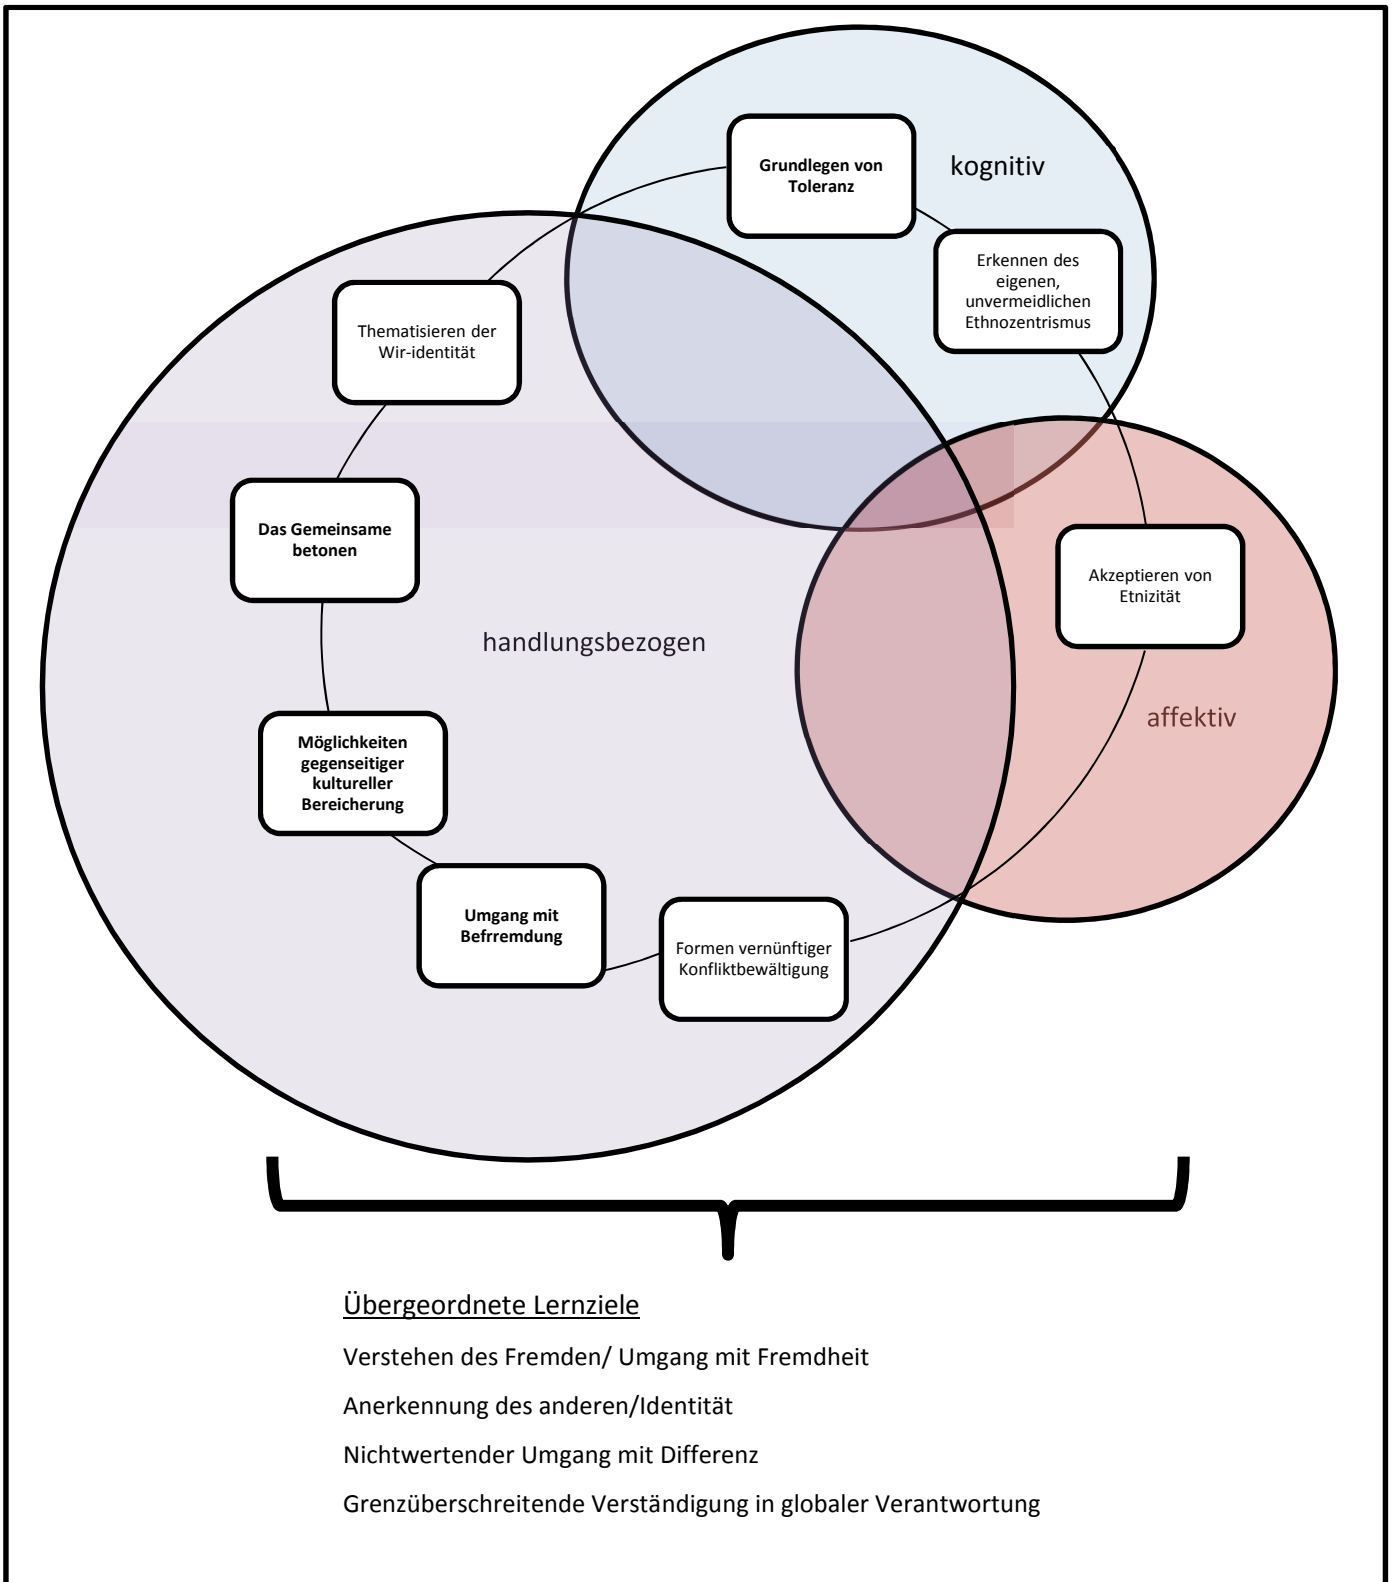 Grundlegen von
Toleranz
kognitiv
Erkennen des
eigenen,
unvermeidlichen
Ethnozentrismus
Thematisieren der
Wir-identität
Das Gemeinsame
betonen
Akzeptieren von
Etnizität
handlungsbezogen
affektiv
Möglichkeiten
gegenseitiger
kultureller
Bereicherung
Umgang mit
Befrremdung
Formen vernünftiger
Konfliktbewältigung
Übergeordnete Lernziele
Verstehen des Fremden/ Umgang mit Fremdheit
Anerkennung des anderen/Identität
Nichtwertender Umgang mit Differenz
Grenzüberschreitende Verständigung in globaler Verantwortung